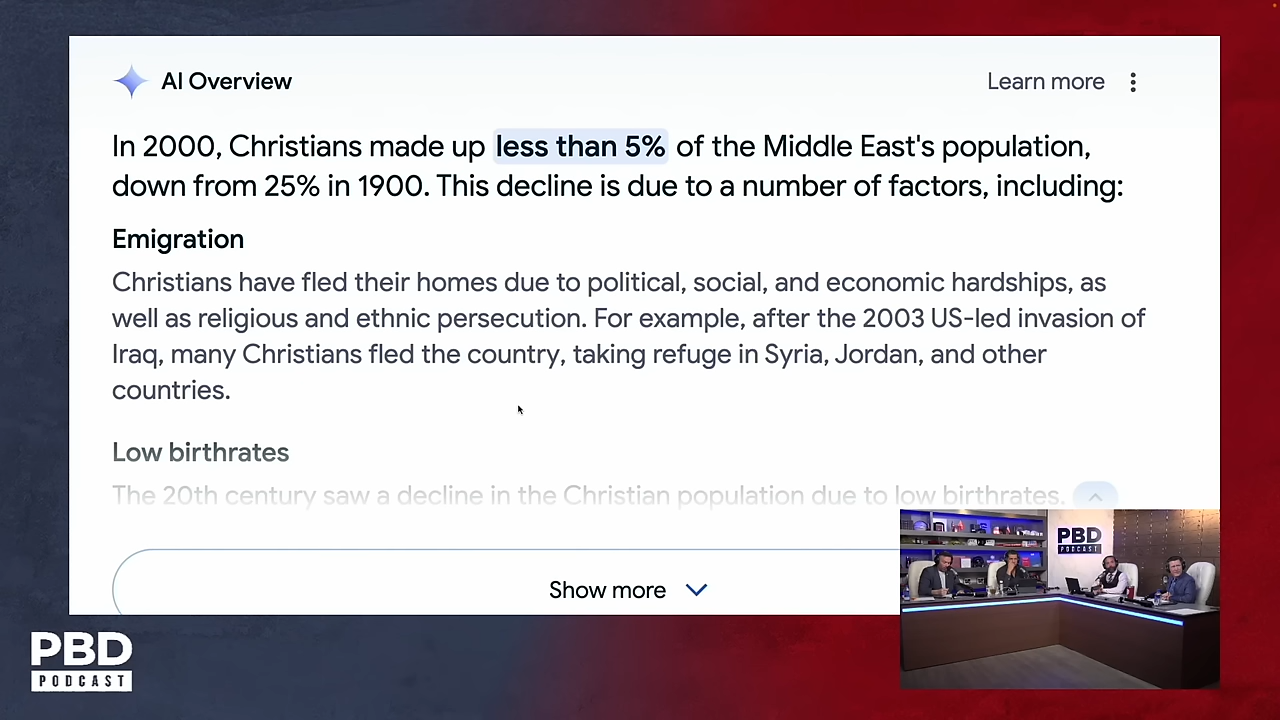 AI Overview
Learn more
In 2000, Christians made up less than 5% of the Middle East's population,
down from 25% in 1900. This decline is due to a number of factors, including:
Emigration
Christians have fled their homes due to political, social, and economic hardships, as
well as religious and ethnic persecution. For example, after the 2003 US-led invasion of
Iraq, many Christians fled the country, taking refuge in Syria, Jordan, and other
countries.
Low birthrates
The 20th century saw a decline in the Christian population due to low birthrates.
Show more
PBD
PODCAST
PBD
PODCAST